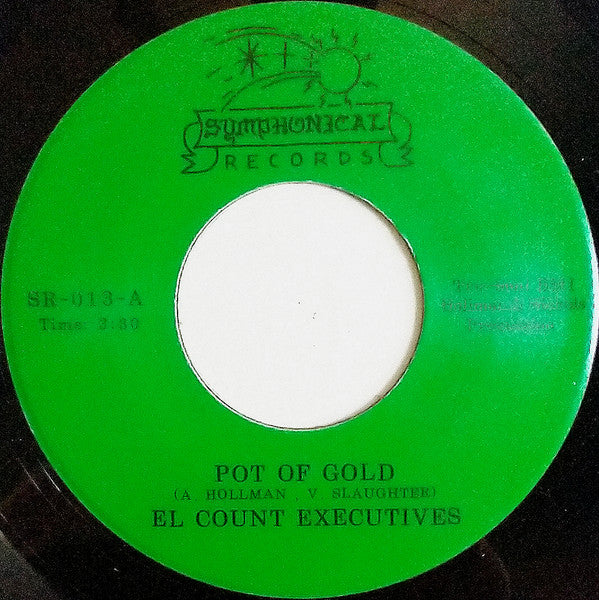 SYMPHONICAL
RECORDS
SR-013-A
Time: 2:30
POT OF GOLD
(A. HOLLMAN , V. SLAUGHTER)
EL COUNT EXECUTIVES